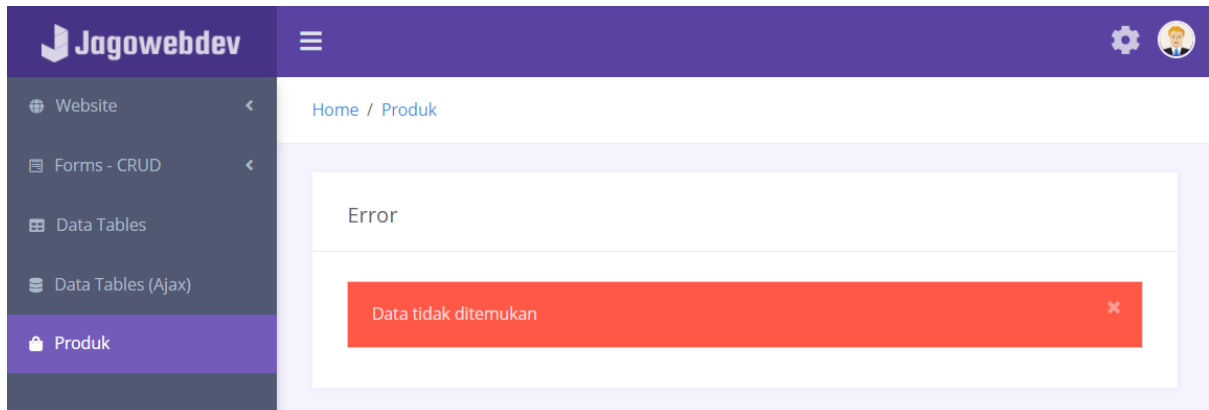 Jagowebdev
Website
Forms - CRUD
Data Tables
Data Tables (Ajax)
Produk
Home / Produk
Error
Data tidak ditemukan